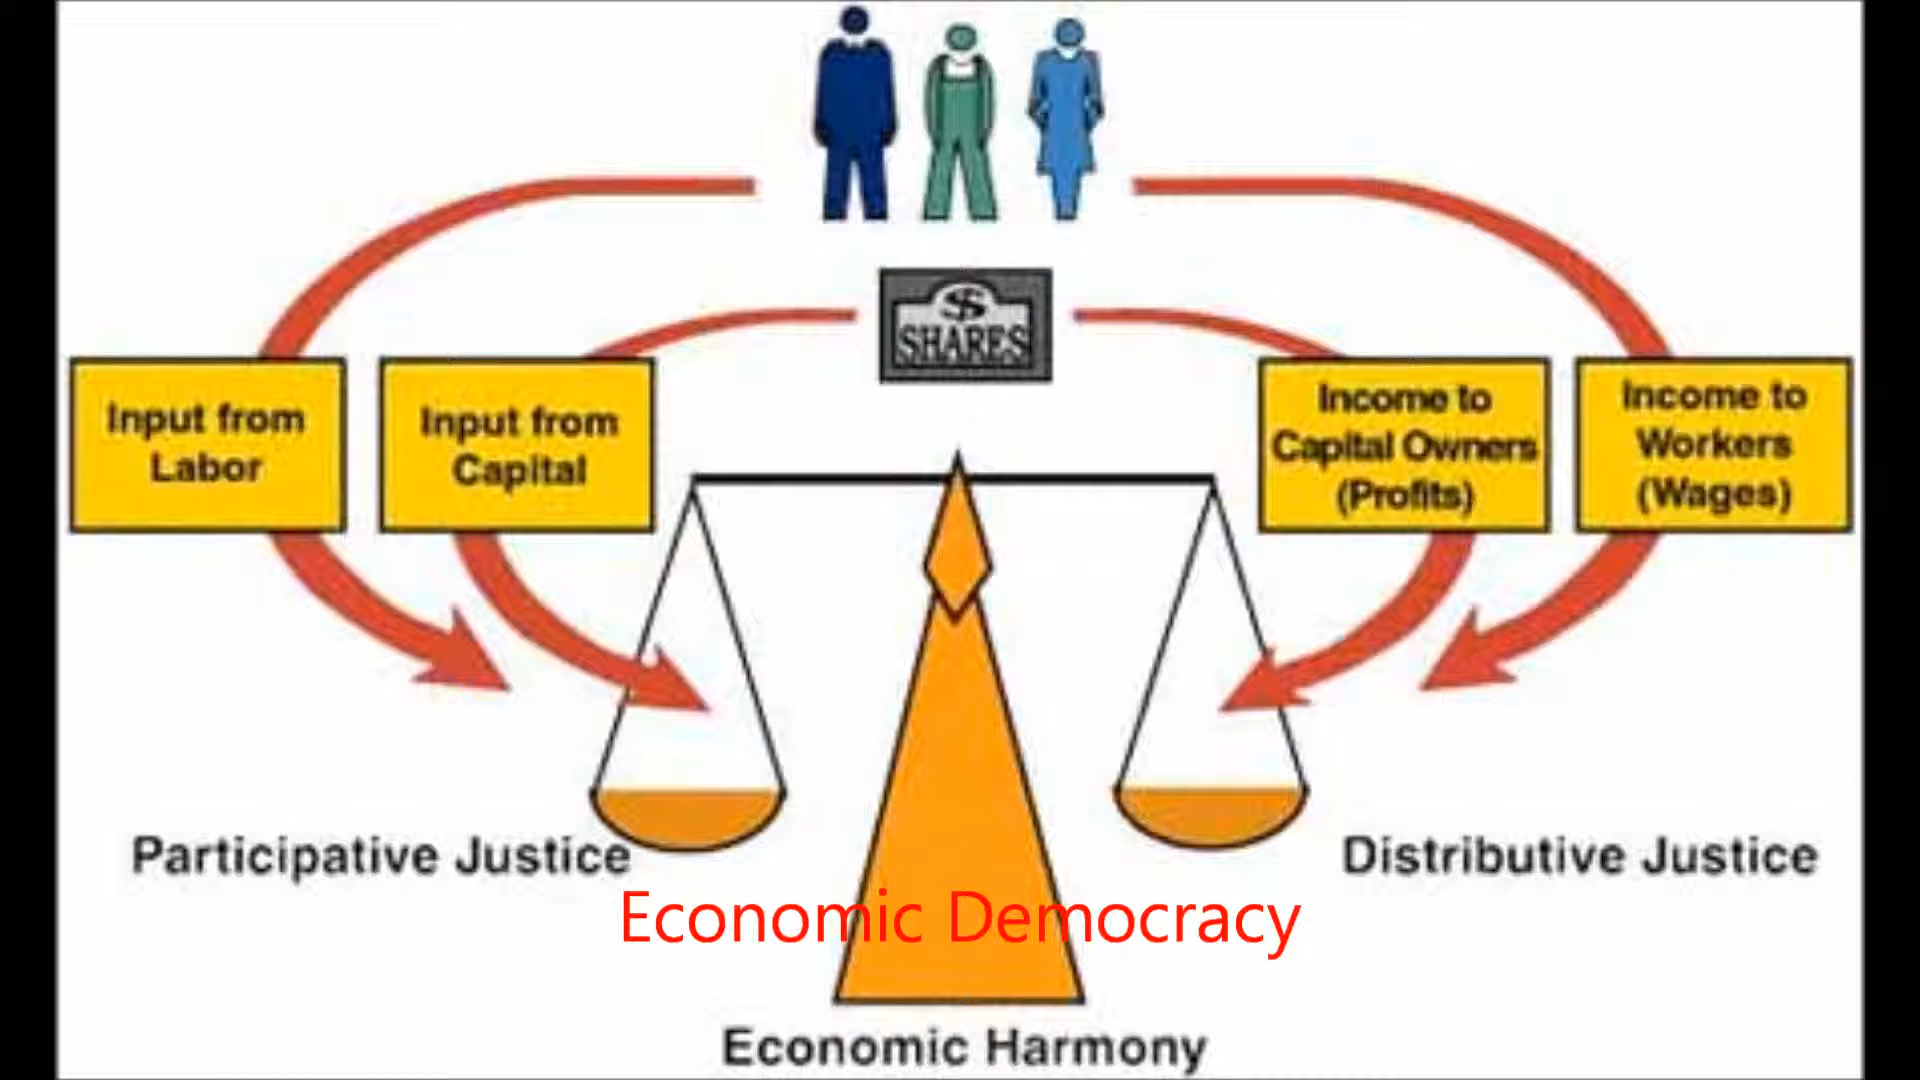 $
SHARES
Input from
Labor
Input from
Capital
Income to
Capital Owners
(Profits)
Income to
Workers
(Wages)
Participative Justice
Distributive Justice
Economic Democracy
Economic Harmony